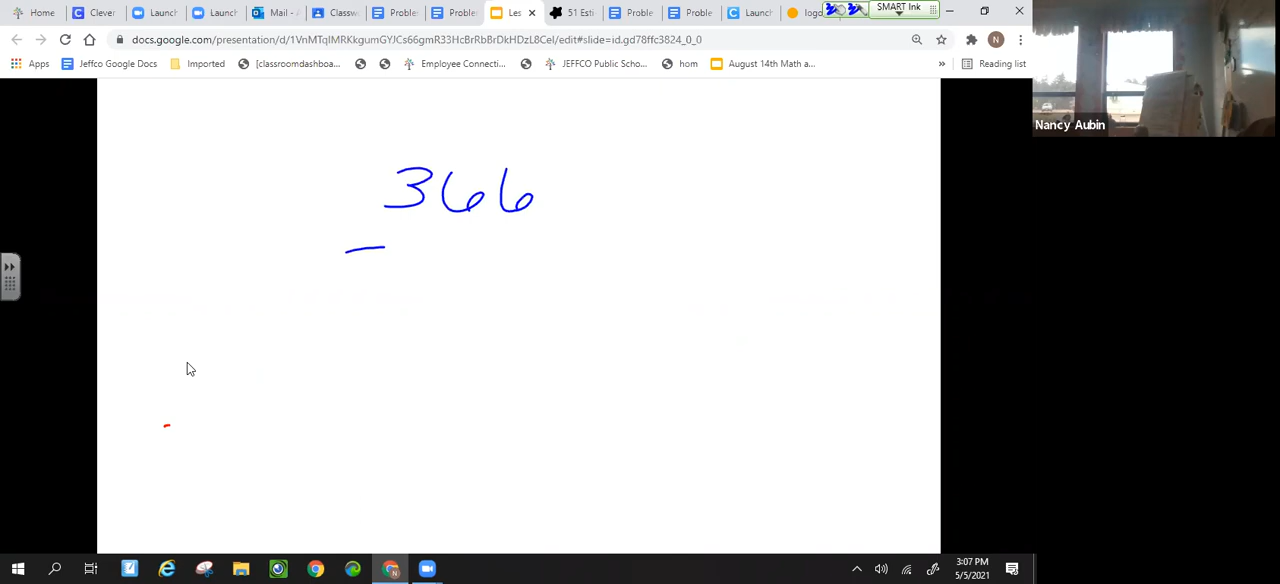 Home Clever Launch Launch Mail - Classw Proble Proble Les 51 Esti Proble Proble Launch logo SMART Ink
docs.google.com/presentation/d/1VnMTqIMRKkgumGYJCs66gmR33HcBrRbBrDkHDzL8CeI/edit#slide=id.gd78ffc3824_0_0 N
Apps Jeffco Google Docs Imported [classroomdashboa... Employee Connecti... JEFFCO Public Scho... hom August 14th Math a... » Reading list
Nancy Aubin
366
−
3:07 PM
5/5/2021